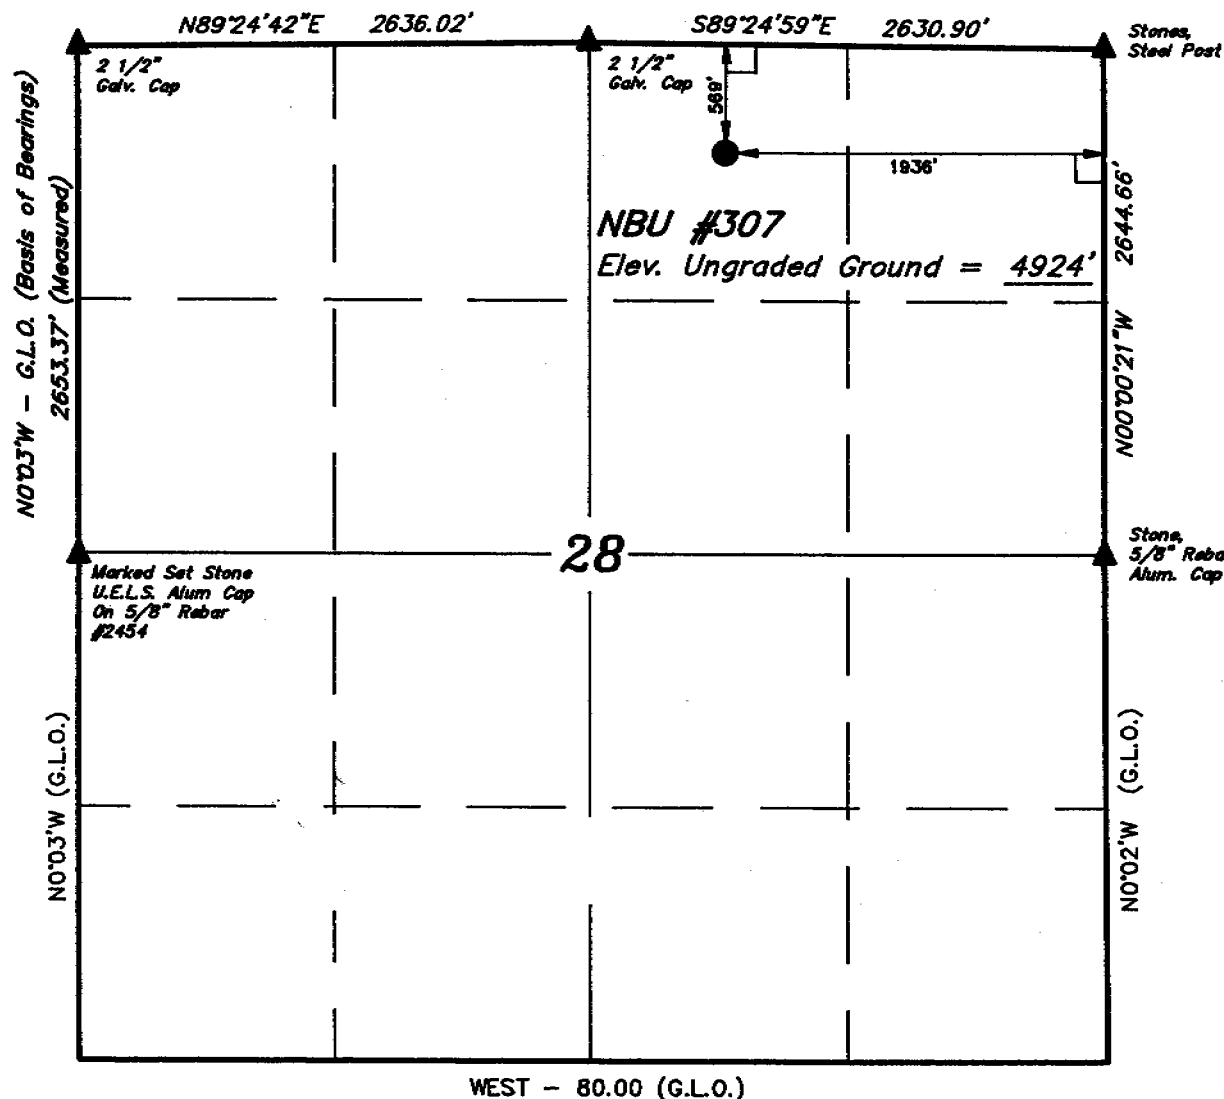 N89°24'42"E 2636.02'
S89°24'59"E 2630.90'
Stones,
Steel Post
2 1/2"
Galv. Cap
2 1/2"
Galv. Cap
569'
1936'
NBU #307
Elev. Ungraded Ground = 4924'
N0°03'W - G.L.O. (Basis of Bearings)
2653.37' (Measured)
N00°00'21"W 2644.66'
28
Marked Set Stone
U.E.L.S. Alum Cap
On 5/8" Rebar
#2454
Stone,
5/8" Reba
Alum. Cap
N0°03'W (G.L.O.)
N0°02'W (G.L.O.)
WEST - 80.00 (G.L.O.)